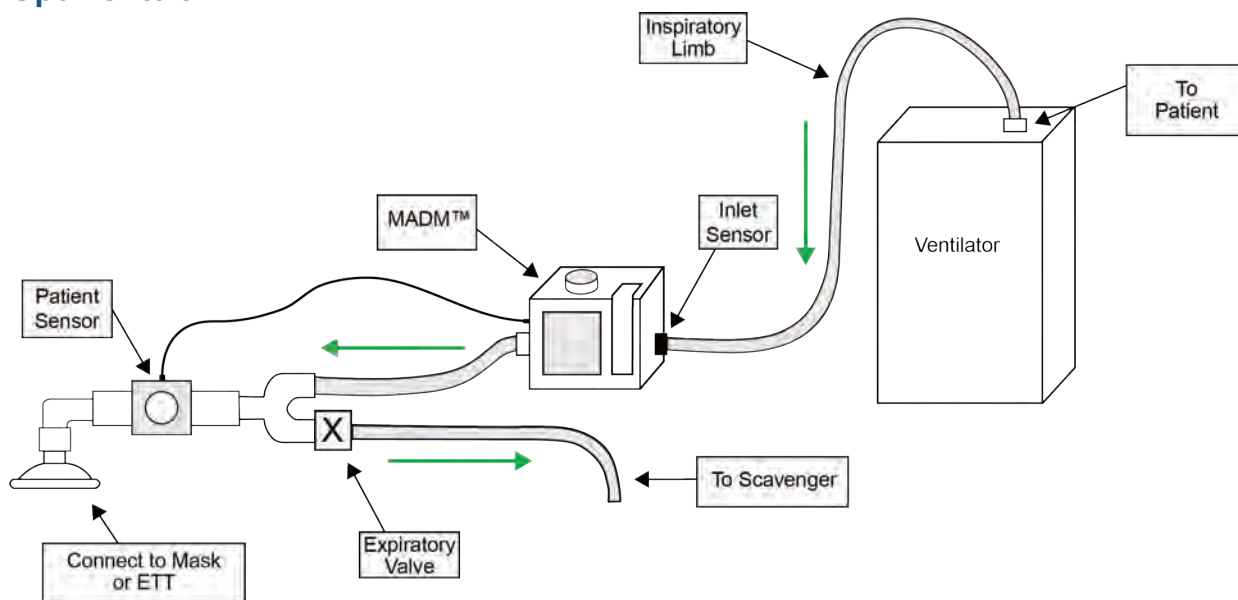 Inspiratory
Limb
To
Patient
MADM™
Inlet
Sensor
Ventilator
Patient
Sensor
X
To Scavenger
Expiratory
Valve
Connect to Mask
or ETT